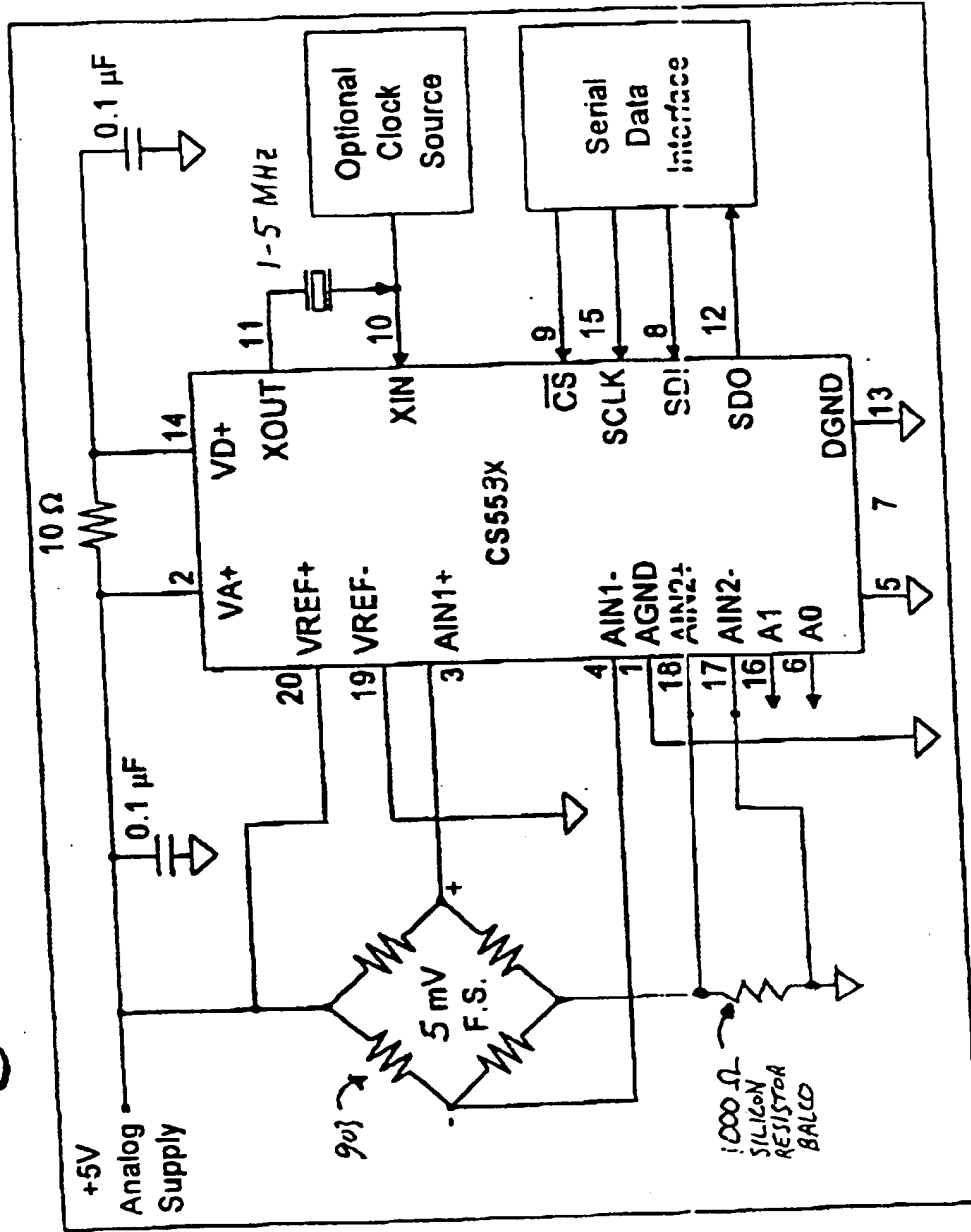 +5V
Analog
Supply
0.1 µF
10 Ω
0.1 µF
2
14
VA+
VD+
20
VREF+
19
VREF-
3
AIN1+
4
AIN1-
1
AGND
18
AIN2+
17
AIN2-
16
A1
6
A0
CS553X
XOUT
11
1-5 MHz
XIN
10
Optional
Clock
Source
CS
9
SCLK
15
SDI
8
SDO
12
Serial
Data
Interface
DGND
13
5
7
+
-
5 mV
F.S.
903
1000 Ω
SILICON
RESISTOR
BALCO